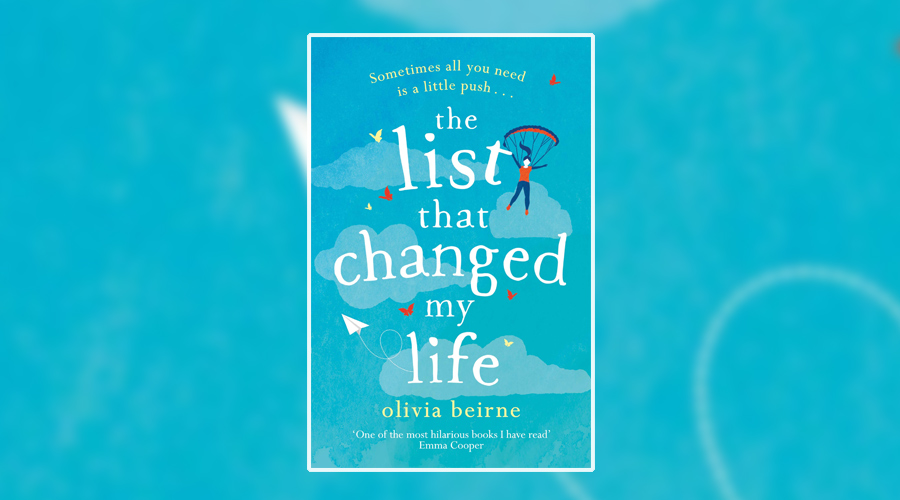 Sometimes all you need
is a little push . . .
the
list
that
changed
my
life
olivia beirne
‘One of the most hilarious books I have read’
Emma Cooper